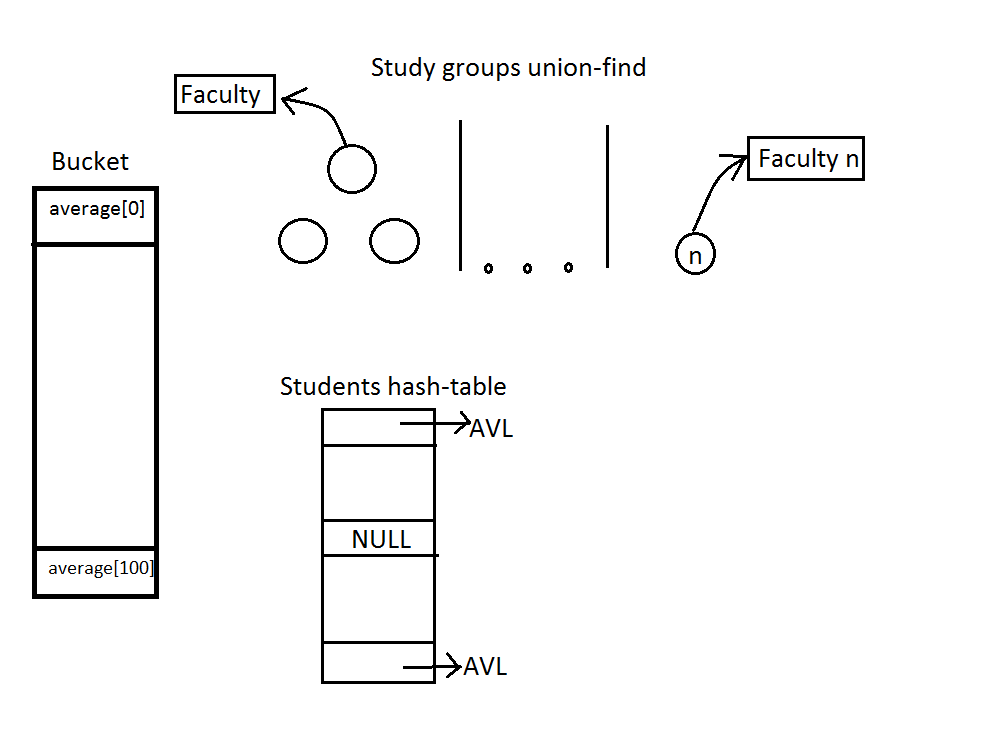 Study groups union-find
Faculty
Faculty n
Bucket
average[0]
n
Students hash-table
AVL
NULL
average[100]
AVL